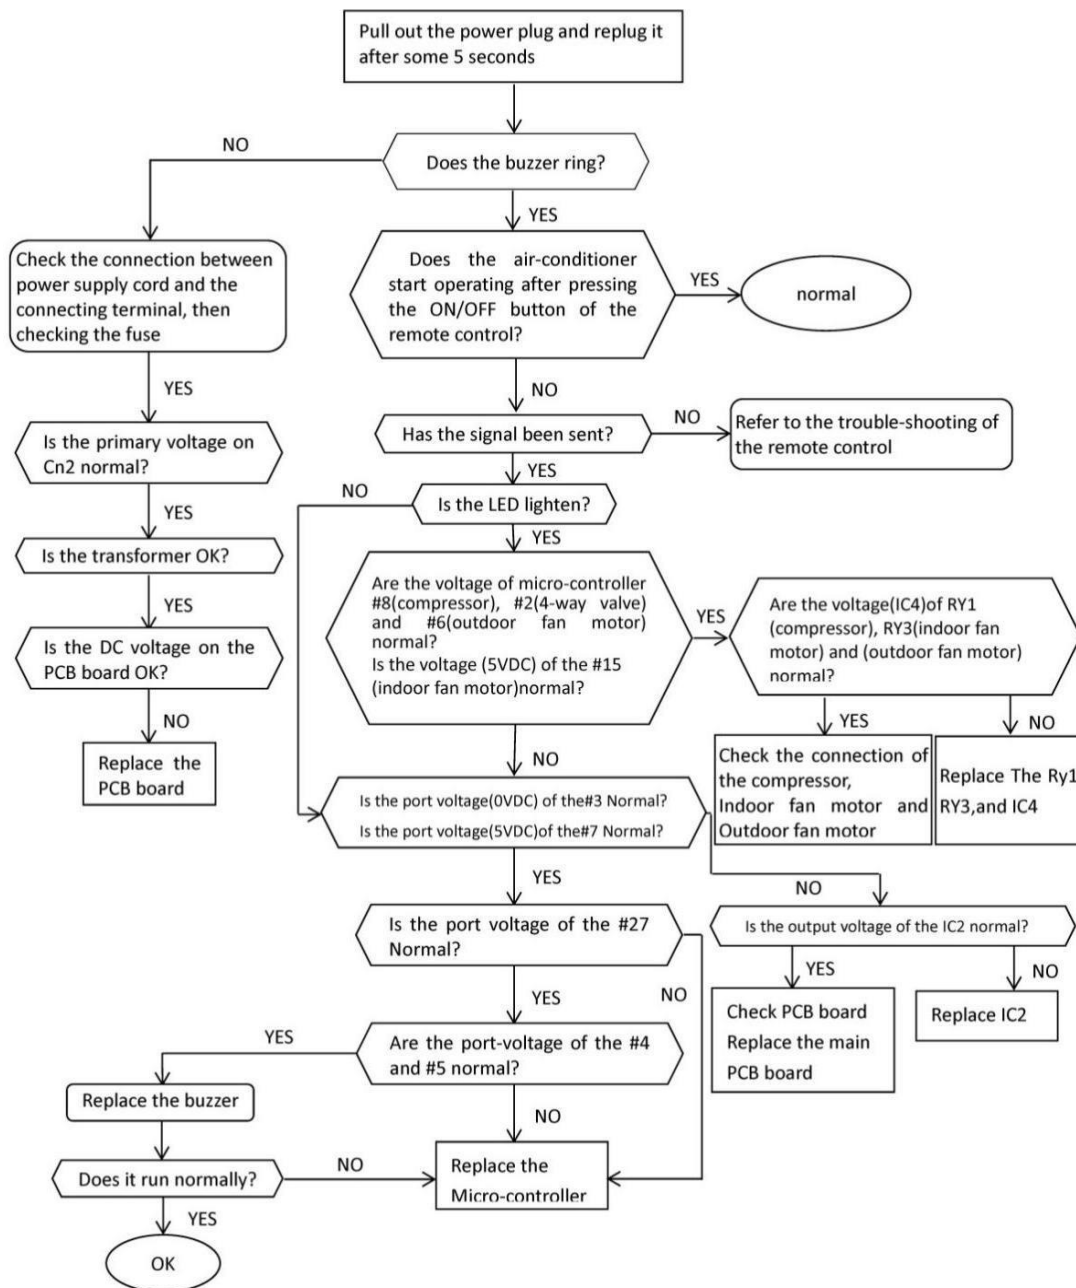 Pull out the power plug and replug it
after some 5 seconds
NO
Does the buzzer ring?
YES
Check the connection between
power supply cord and the
connecting terminal, then
checking the fuse
Does the air-conditioner
start operating after pressing
the ON/OFF button of the
remote control?
YES
normal
YES
NO
Is the primary voltage on
Cn2 normal?
Has the signal been sent?
NO
Refer to the trouble-shooting of
the remote control
YES
NO
Is the LED lighten?
YES
YES
Is the transformer OK?
YES
Is the DC voltage on the
PCB board OK?
NO
Replace the
PCB board
Are the voltage of micro-controller
#8(compressor), #2(4-way valve)
and #6(outdoor fan motor)
normal?
Is the voltage (5VDC) of the #15
(indoor fan motor)normal?
YES
Are the voltage(IC4)of RY1
(compressor), RY3(indoor fan
motor) and (outdoor fan motor)
normal?
YES
NO
Check the connection of
the compressor,
Indoor fan motor and
Outdoor fan motor
Replace The Ry1
RY3,and IC4
NO
Is the port voltage(0VDC) of the#3 Normal?
Is the port voltage(5VDC)of the#7 Normal?
YES
NO
Is the port voltage of the #27
Normal?
Is the output voltage of the IC2 normal?
YES
NO
YES
NO
Check PCB board
Replace the main
PCB board
Replace IC2
Are the port-voltage of the #4
and #5 normal?
YES
NO
Replace the buzzer
Does it run normally?
NO
Replace the
Micro-controller
YES
OK